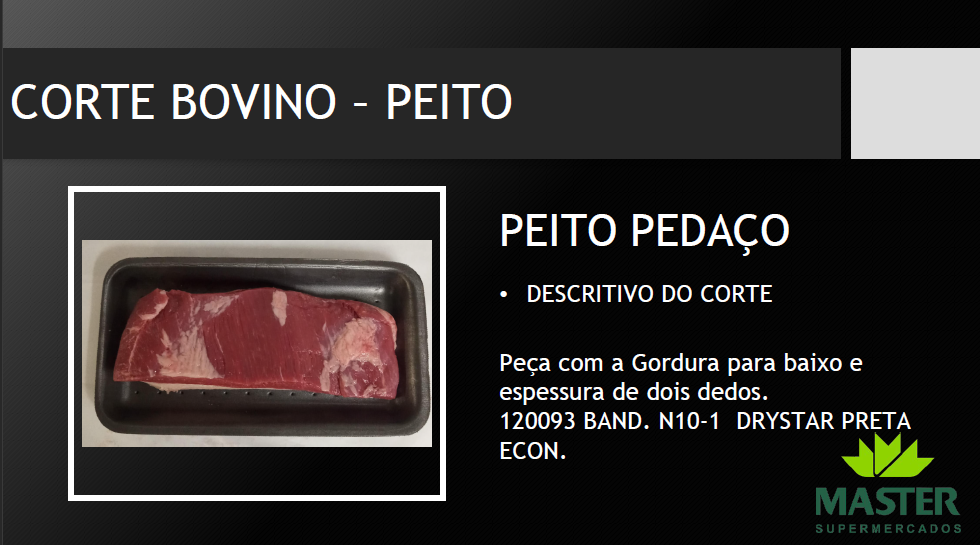 CORTE BOVINO – PEITO
PEITO PEDAÇO
• DESCRITIVO DO CORTE
Peça com a Gordura para baixo e
espessura de dois dedos.
120093 BAND. N10-1  DRYSTAR PRETA
ECON.
MASTER
SUPERMERCADOS